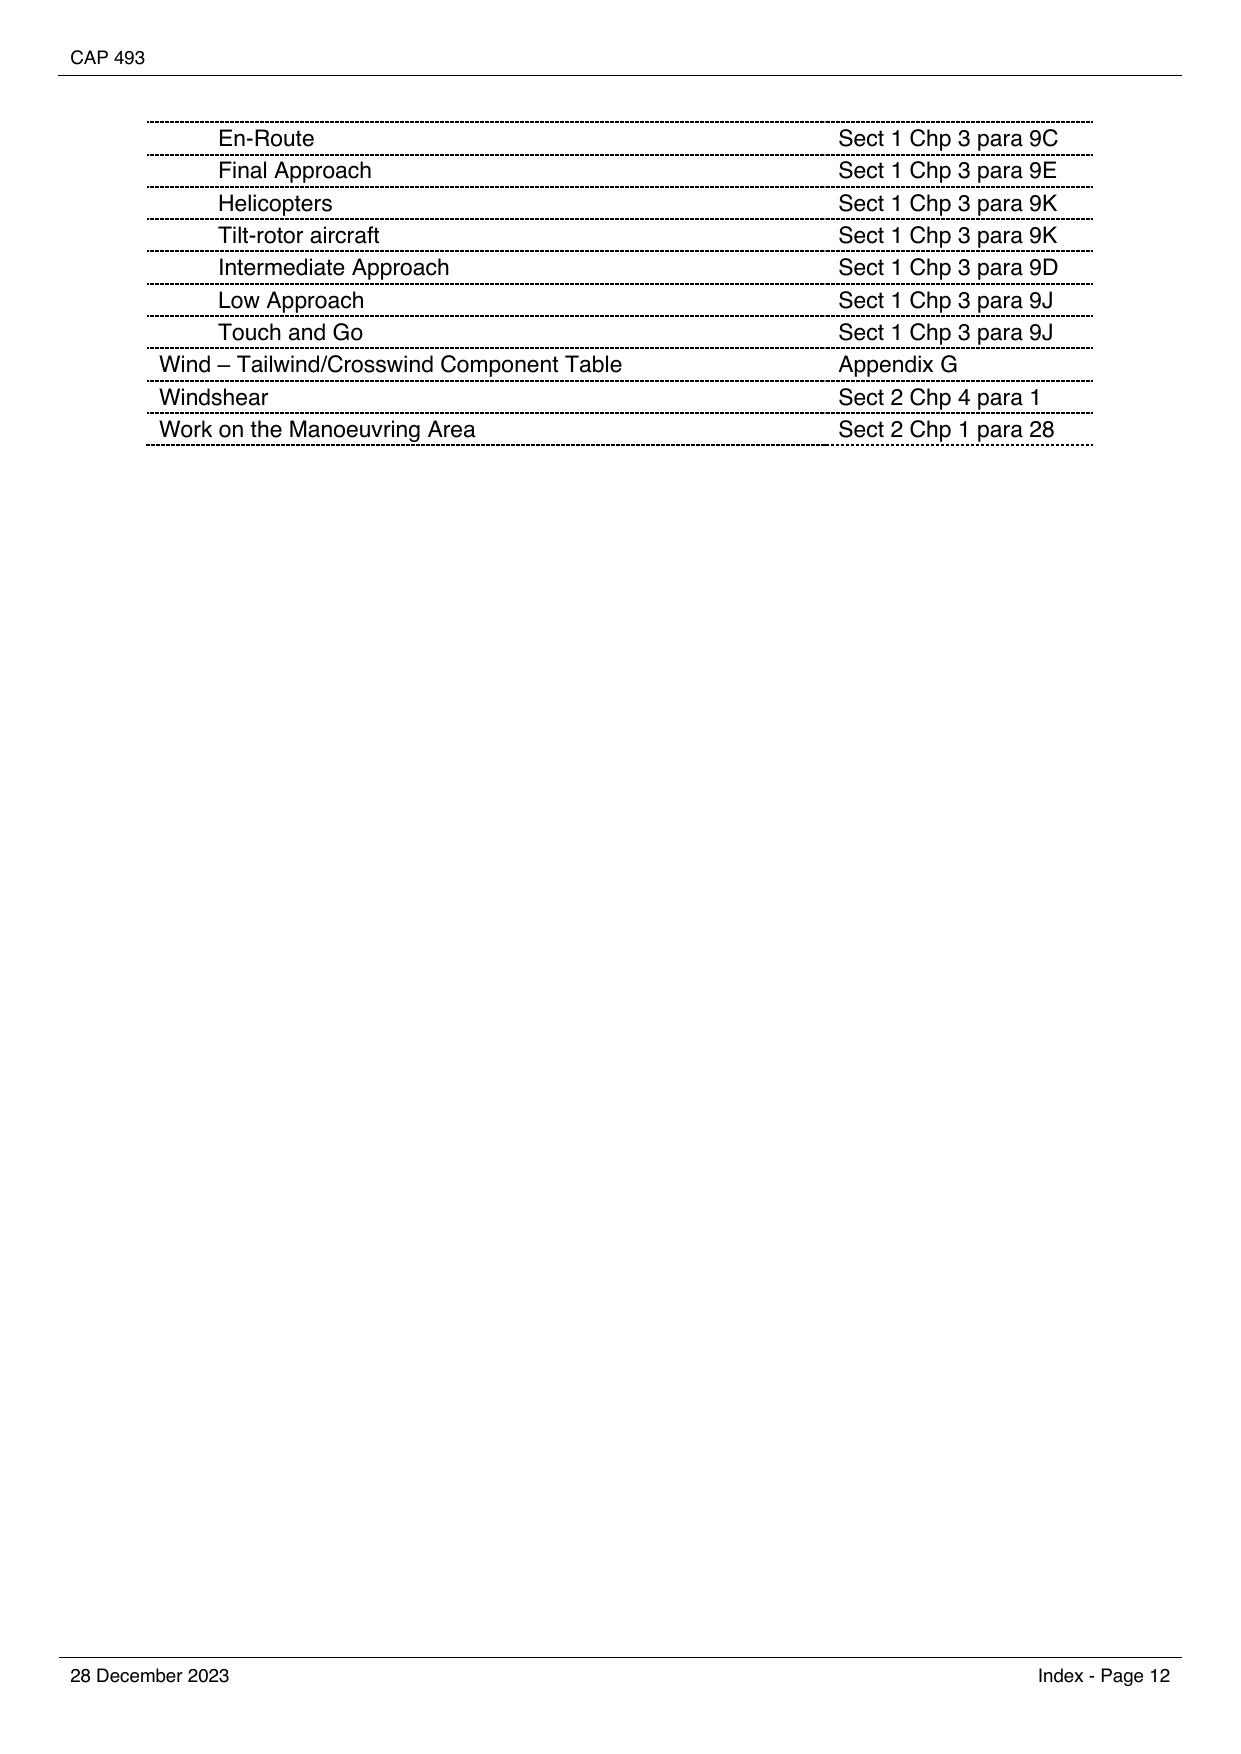 CAP 493
En-Route Sect 1 Chp 3 para 9C
Final Approach Sect 1 Chp 3 para 9E
Helicopters Sect 1 Chp 3 para 9K
Tilt-rotor aircraft Sect 1 Chp 3 para 9K
Intermediate Approach Sect 1 Chp 3 para 9D
Low Approach Sect 1 Chp 3 para 9J
Touch and Go Sect 1 Chp 3 para 9J
Wind – Tailwind/Crosswind Component Table Appendix G
Windshear Sect 2 Chp 4 para 1
Work on the Manoeuvring Area Sect 2 Chp 1 para 28
28 December 2023 Index - Page 12